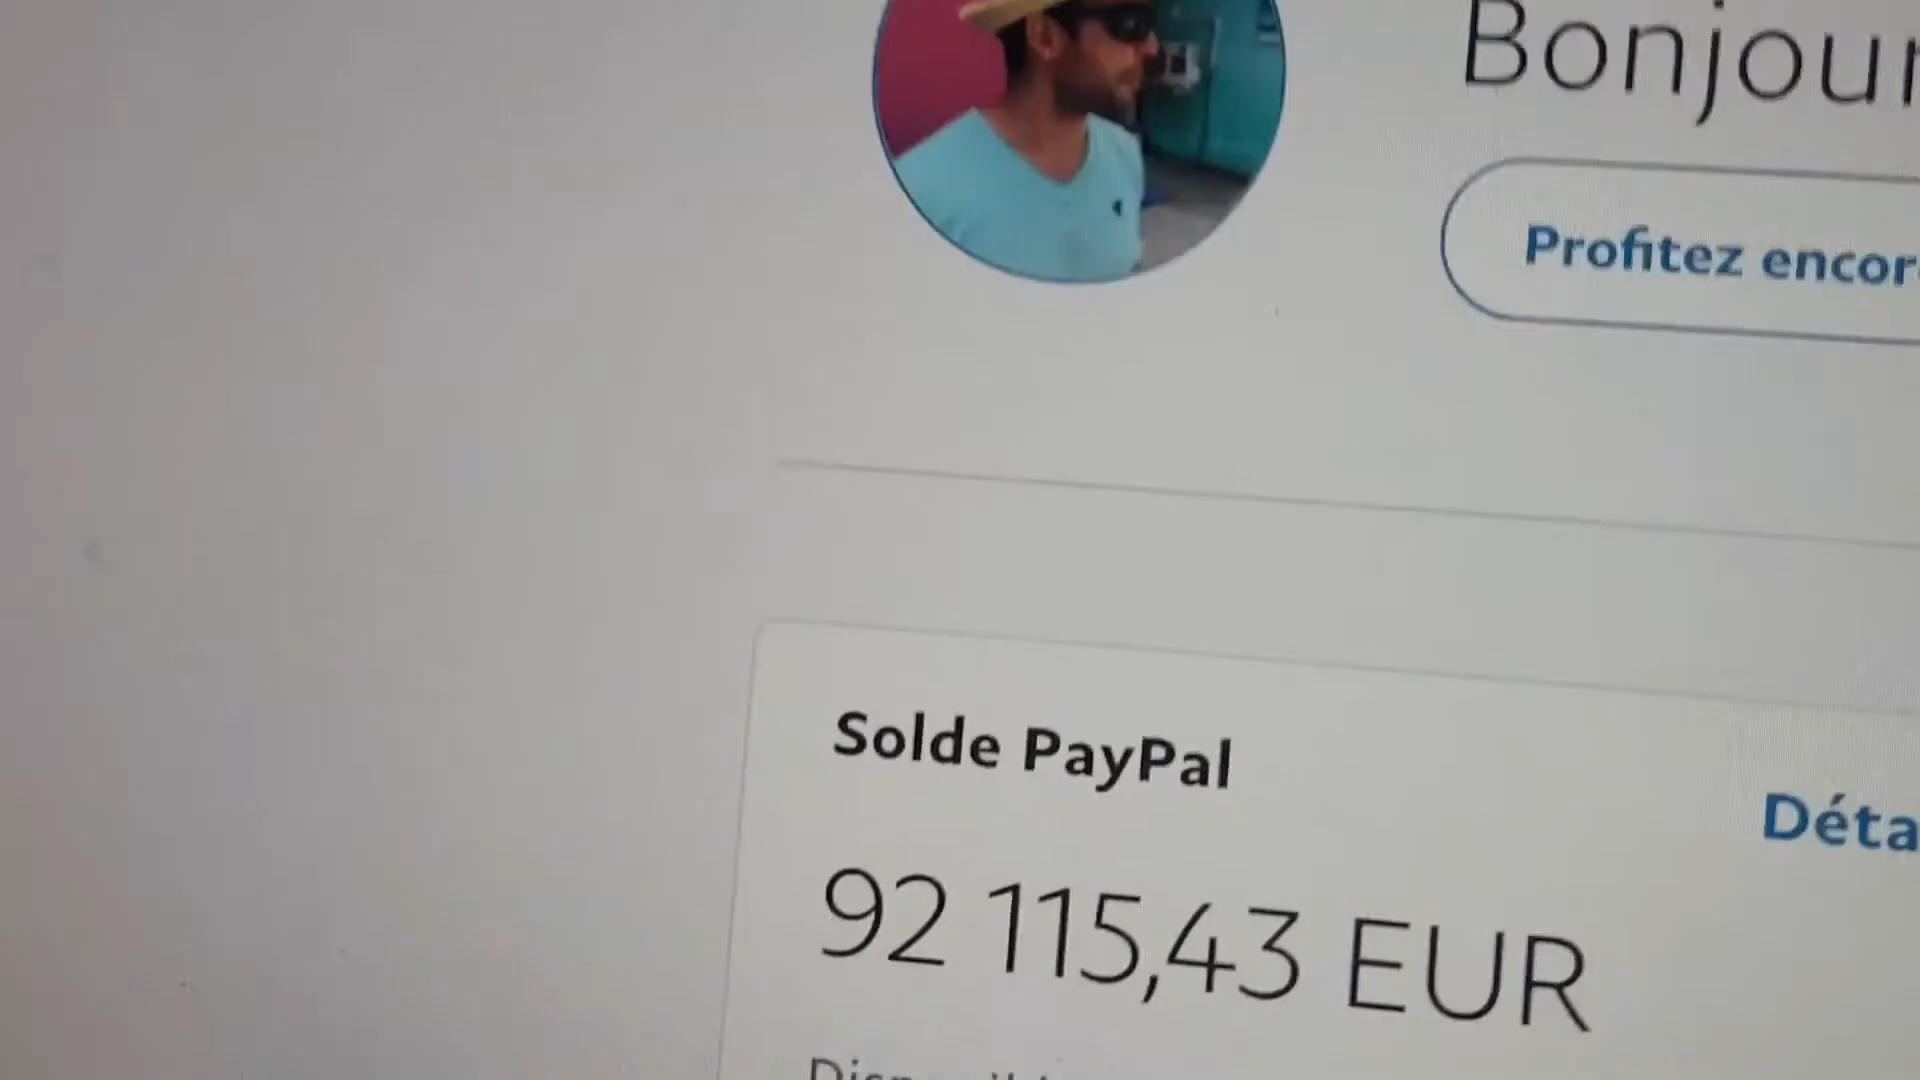 Bonjour
Profitez encor
Solde PayPal
Déta
92 115,43 EUR